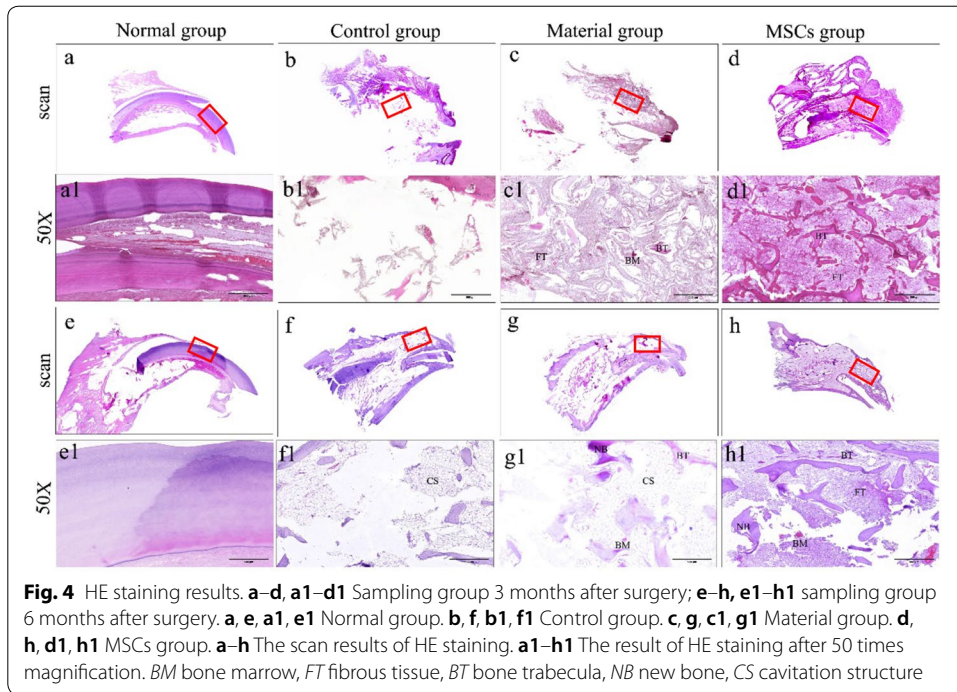 Normal group Control group Material group MSCs group
scan a b c d
50X a1 b1 c1 d1
FT BM BT BT FT
scan e f g h
50X e1 f1 g1 h1
CS NB BT CS BM BT FT NB BM
Fig. 4 HE staining results. a–d, a1–d1 Sampling group 3 months after surgery; e–h, e1–h1 sampling group
6 months after surgery. a, e, a1, e1 Normal group. b, f, b1, f1 Control group. c, g, c1, g1 Material group. d,
h, d1, h1 MSCs group. a–h The scan results of HE staining. a1–h1 The result of HE staining after 50 times
magnification. BM bone marrow, FT fibrous tissue, BT bone trabecula, NB new bone, CS cavitation structure